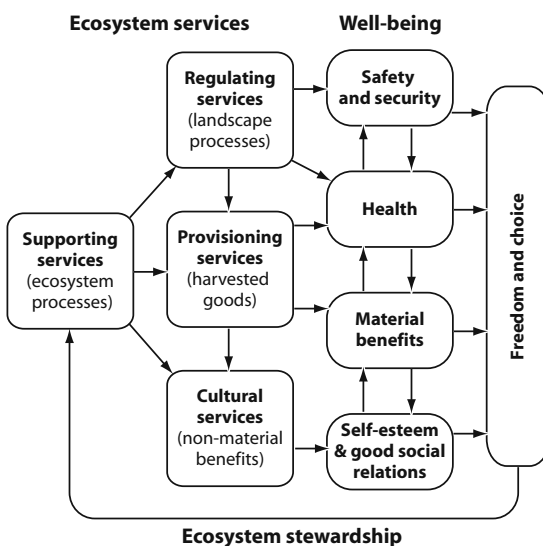 Ecosystem services
Well-being
Regulating
services
(landscape
processes)
Safety
and security
Supporting
services
(ecosystem
processes)
Provisioning
services
(harvested
goods)
Health
Material
benefits
Cultural
services
(non-material
benefits)
Self-esteem
& good social
relations
Freedom and choice
Ecosystem stewardship